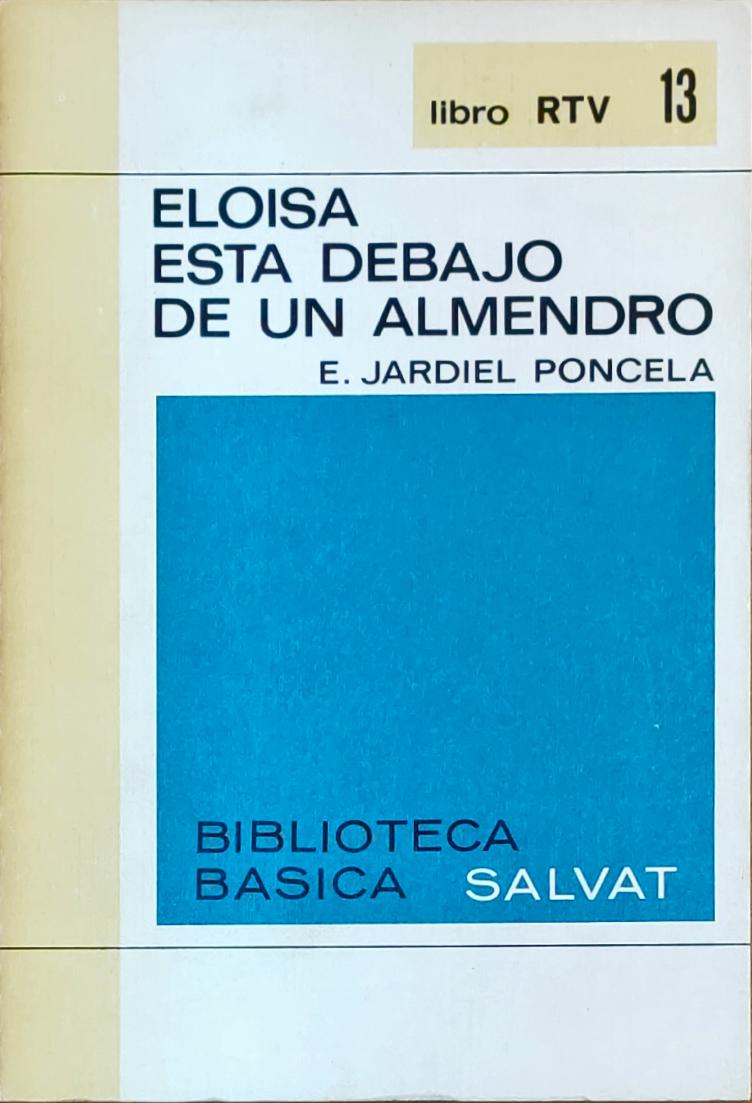 libro RTV 13
ELOISA
ESTA DEBAJO
DE UN ALMENDRO
E. JARDIEL PONCELA
BIBLIOTECA
BASICA SALVAT